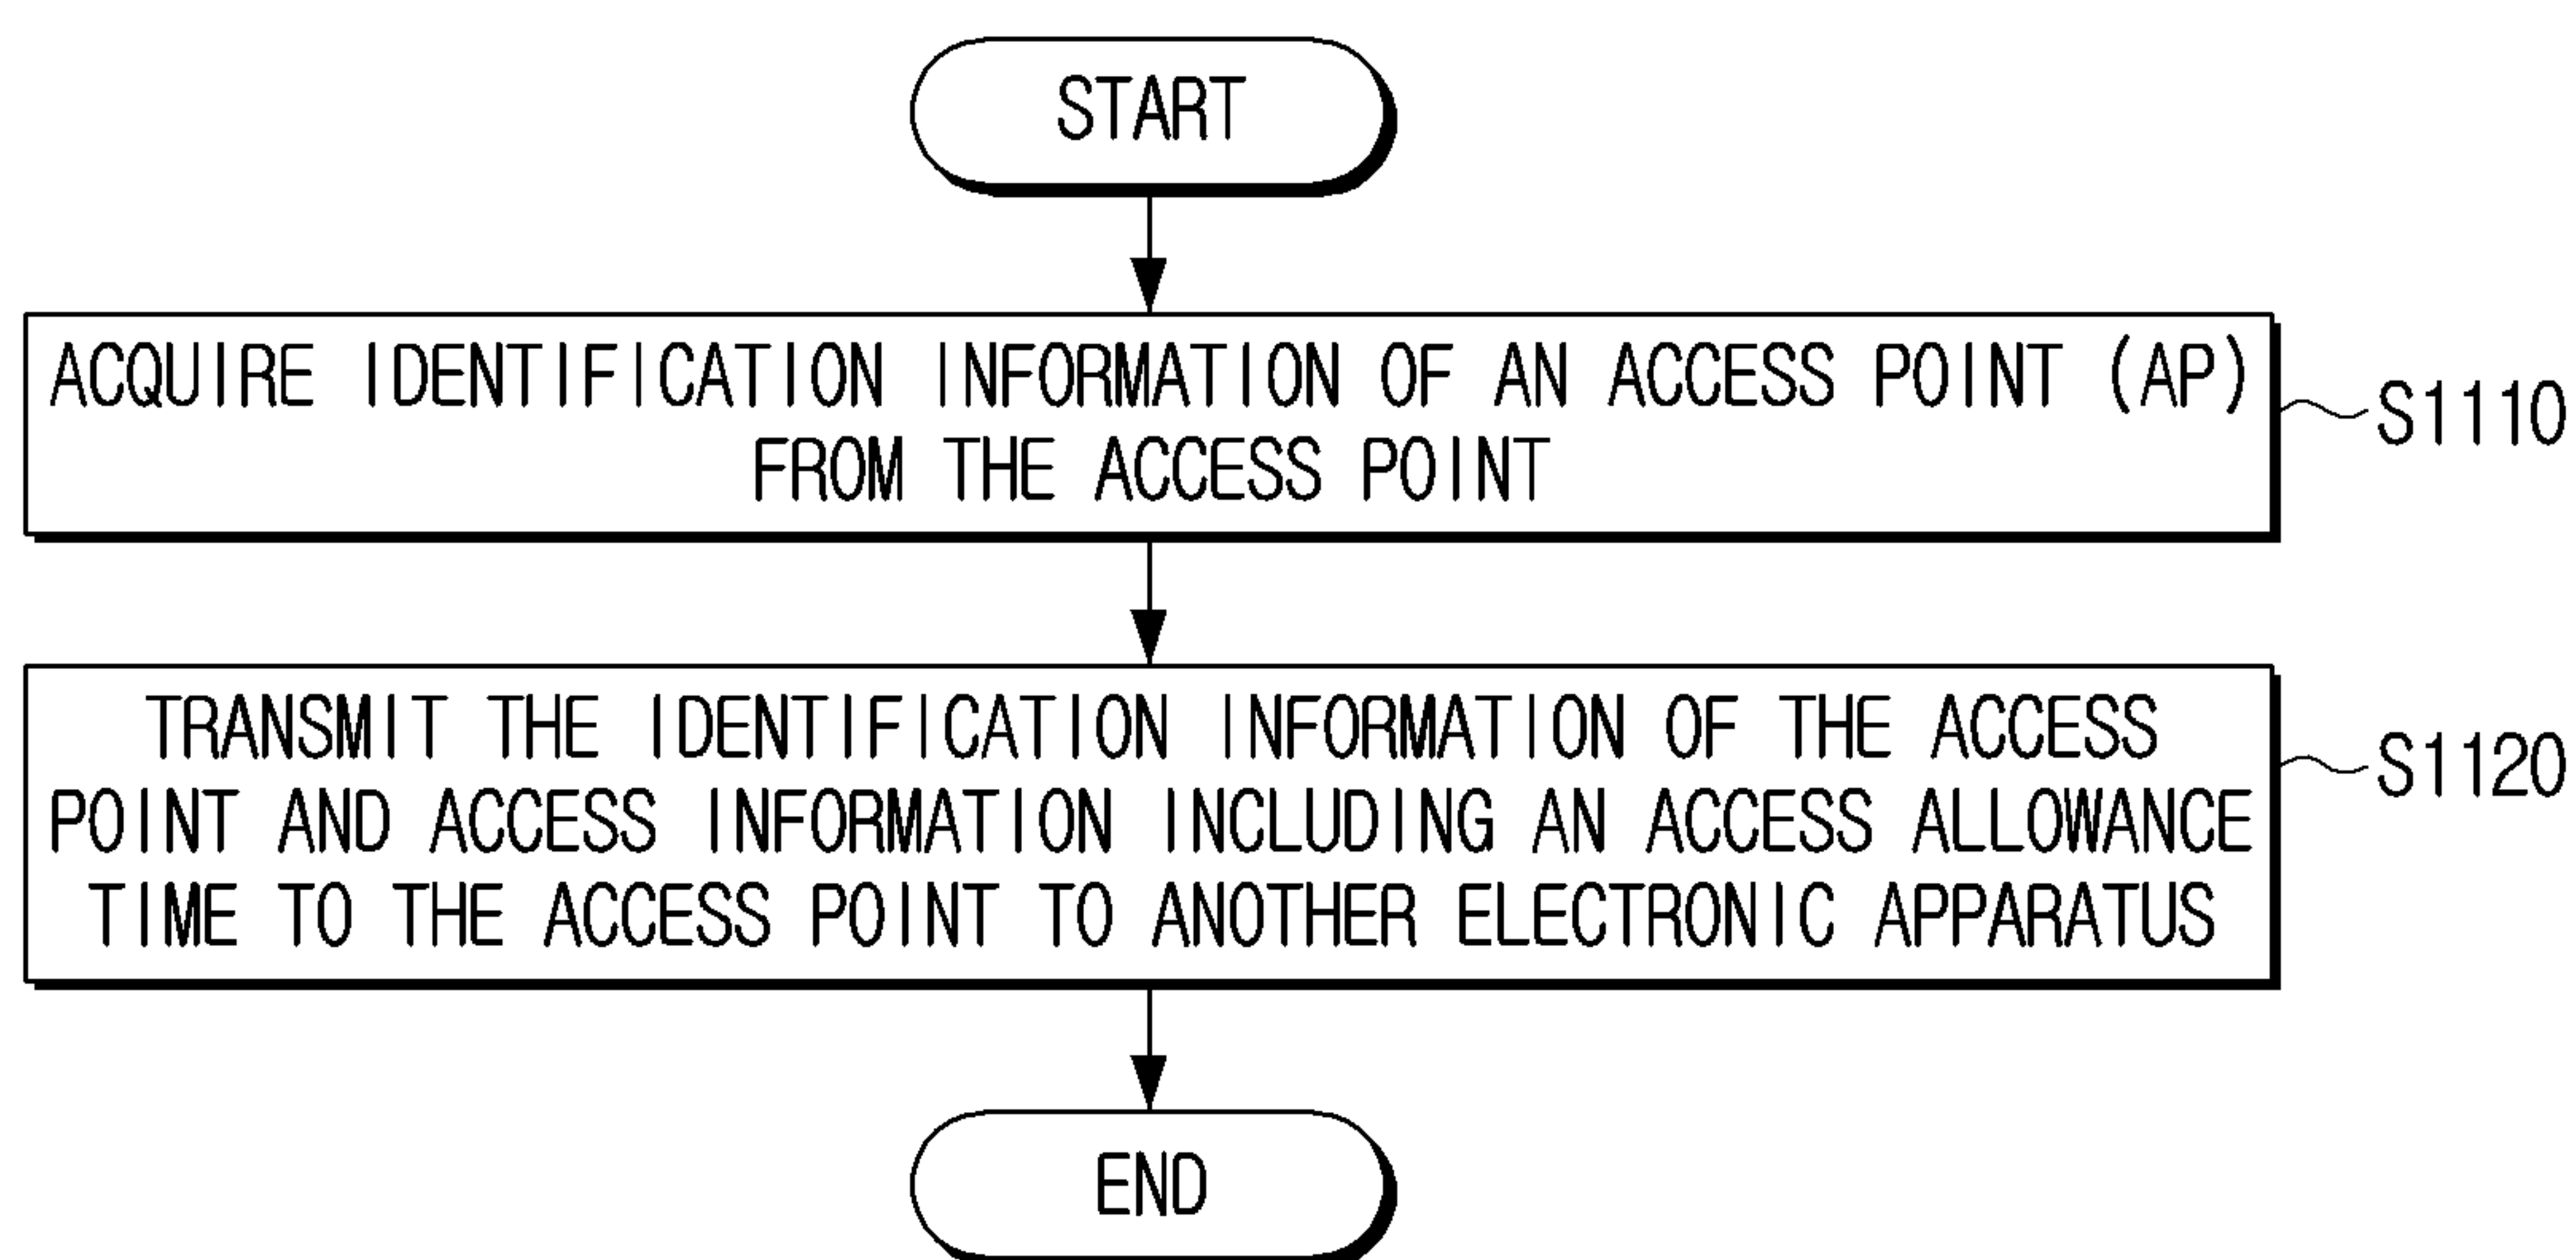 START
ACQUIRE IDENTIFICATION INFORMATION OF AN ACCESS POINT (AP)
FROM THE ACCESS POINT
S1110
TRANSMIT THE IDENTIFICATION INFORMATION OF THE ACCESS
POINT AND ACCESS INFORMATION INCLUDING AN ACCESS ALLOWANCE
TIME TO THE ACCESS POINT TO ANOTHER ELECTRONIC APPARATUS
S1120
END